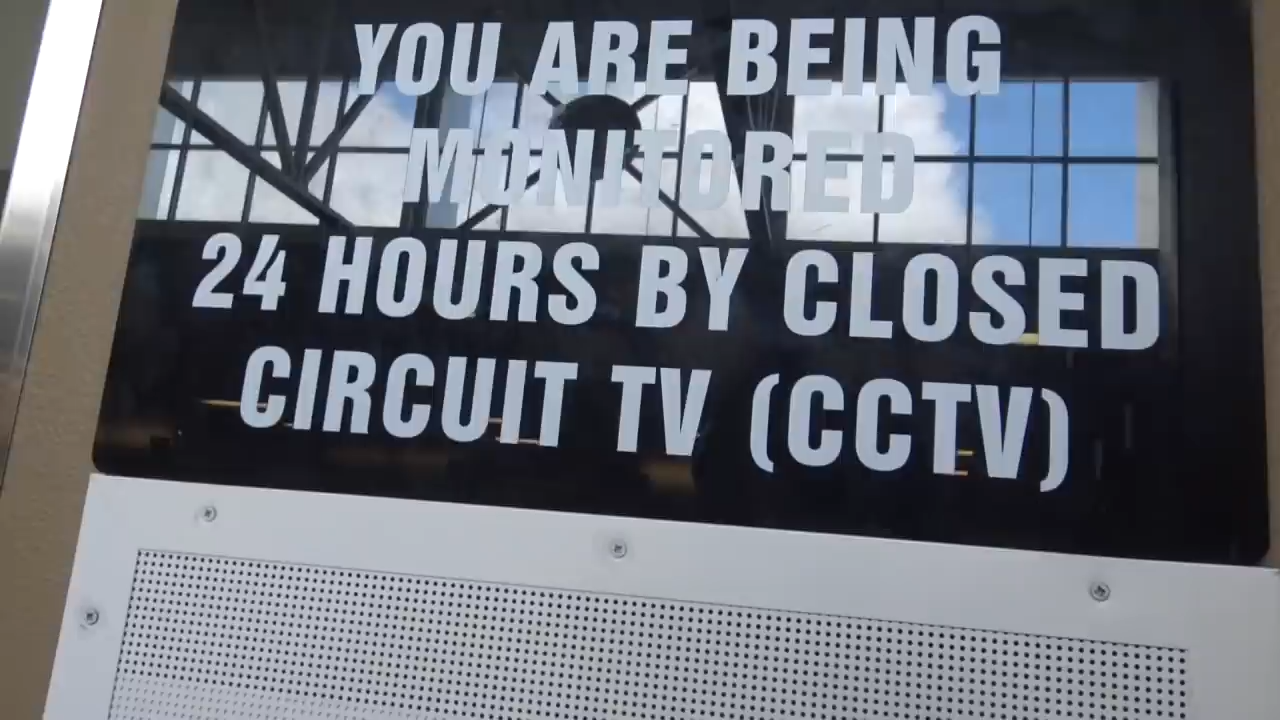 YOU ARE BEING
MONITORED
24 HOURS BY CLOSED
CIRCUIT TV (CCTV)